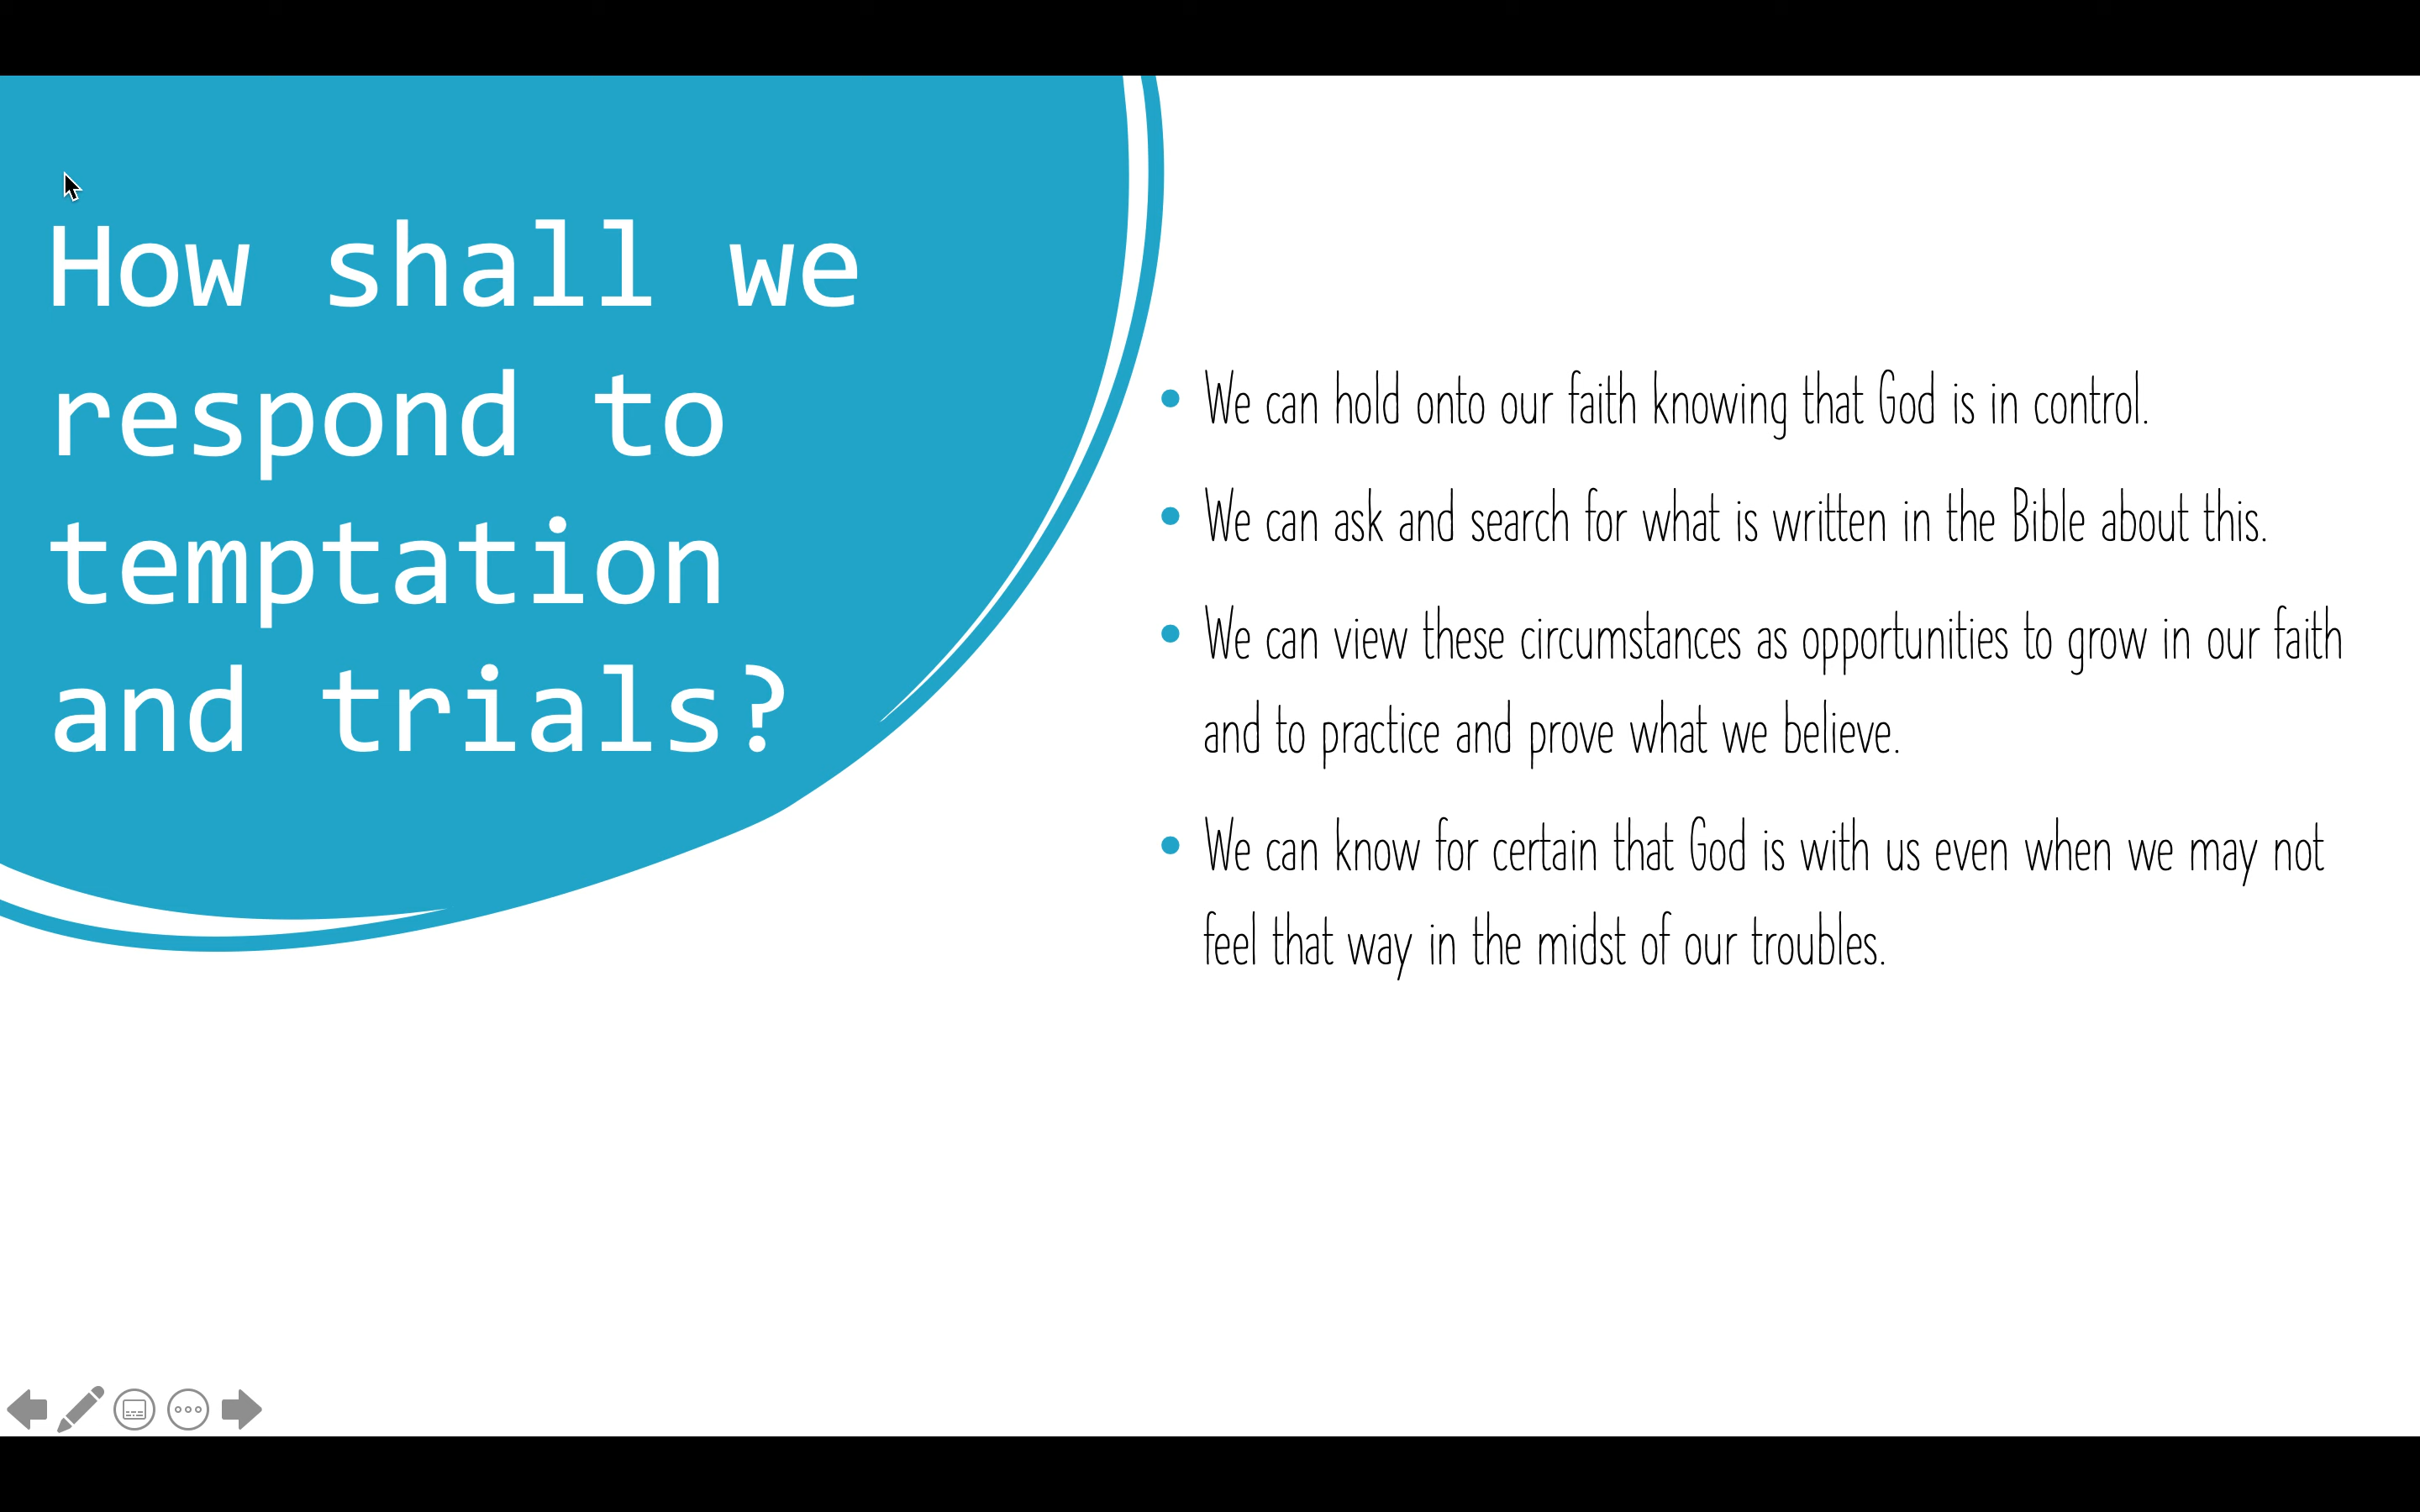 How shall we
respond to
temptation
and trials?
• We can hold onto our faith knowing that God is in control.
• We can ask and search for what is written in the Bible about this.
• We can view these circumstances as opportunities to grow in our faith
and to practice and prove what we believe.
• We can know for certain that God is with us even when we may not
feel that way in the midst of our troubles.